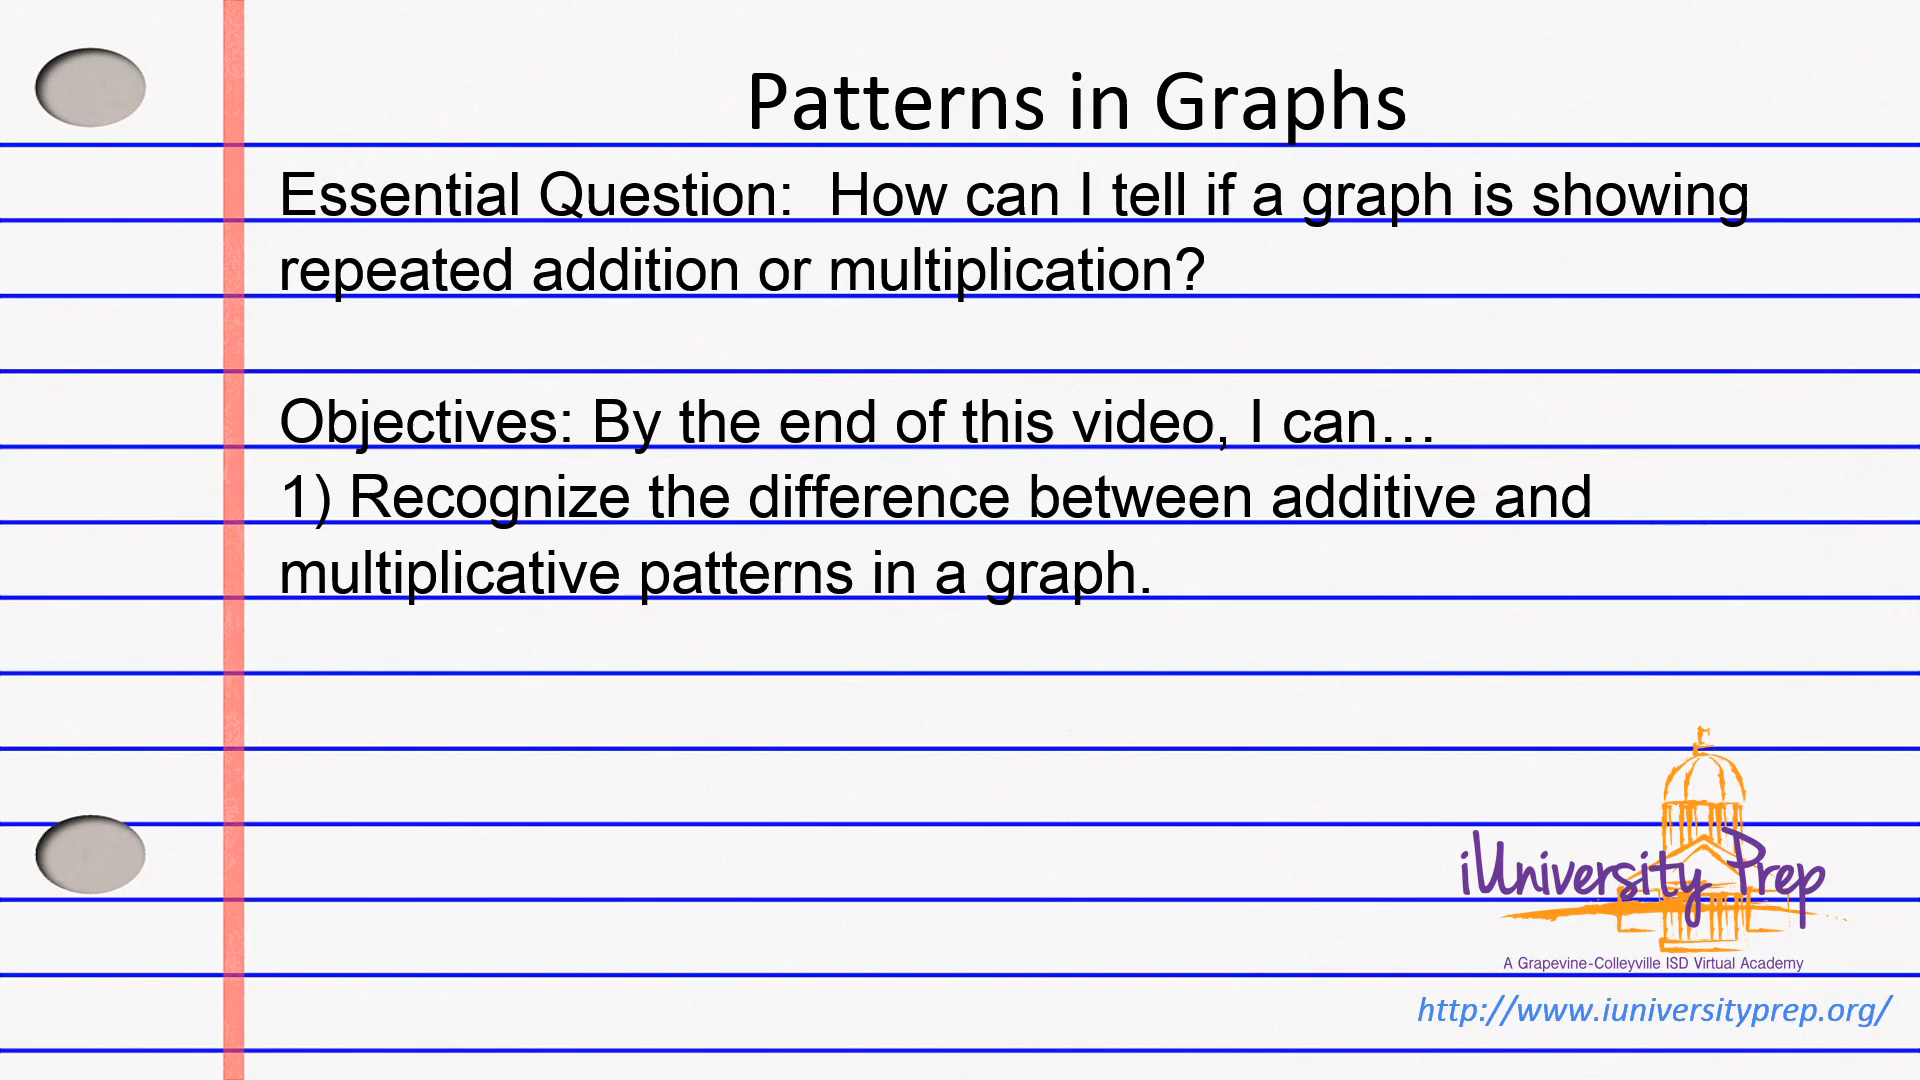 Patterns in Graphs
Essential Question:  How can I tell if a graph is showing
repeated addition or multiplication?
Objectives: By the end of this video, I can…
1) Recognize the difference between additive and
multiplicative patterns in a graph.
iUniversity Prep
A Grapevine-Colleyville ISD Virtual Academy
http://www.iuniversityprep.org/